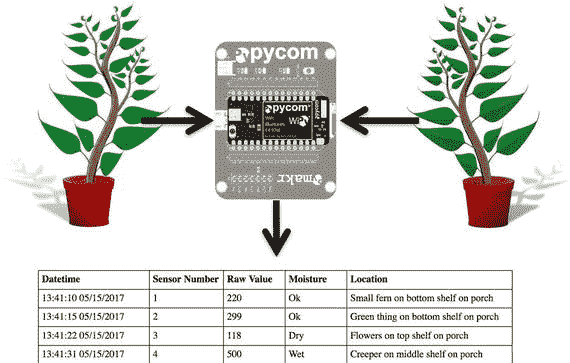 pycom
pycom
WiFi
Bluetooth
WiPy
Pymakr
Datetime Sensor Number Raw Value Moisture Location
13:41:10 05/15/2017 1 220 Ok Small fern on bottom shelf on porch
13:41:15 05/15/2017 2 299 Ok Green thing on bottom shelf on porch
13:41:22 05/15/2017 3 118 Dry Flowers on top shelf on porch
13:41:31 05/15/2017 4 500 Wet Creeper on middle shelf on porch